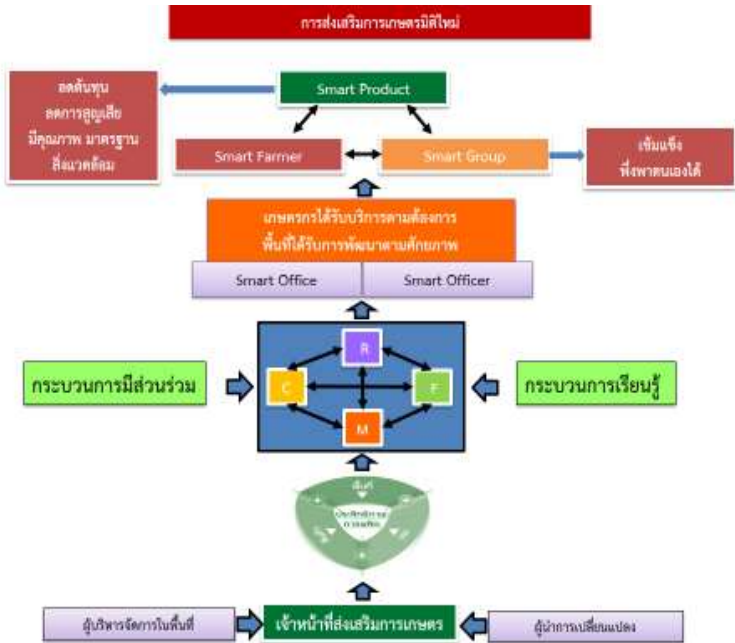 การส่งเสริมการเกษตรมิติใหม่
ลดต้นทุน
ลดการสูญเสีย
มีคุณภาพ มาตรฐาน
สิ่งแวดล้อม
Smart Product
Smart Farmer
Smart Group
เข้มแข็ง
พึ่งพาตนเองได้
เกษตรกรได้รับบริการตามต้องการ
พื้นที่ได้รับการพัฒนาตามศักยภาพ
Smart Office
Smart Officer
R
C
F
M
กระบวนการมีส่วนร่วม
กระบวนการเรียนรู้
พื้นที่
ผู้บริหารจัดการในพื้นที่
เจ้าหน้าที่ส่งเสริมการเกษตร
ผู้นำการเปลี่ยนแปลง